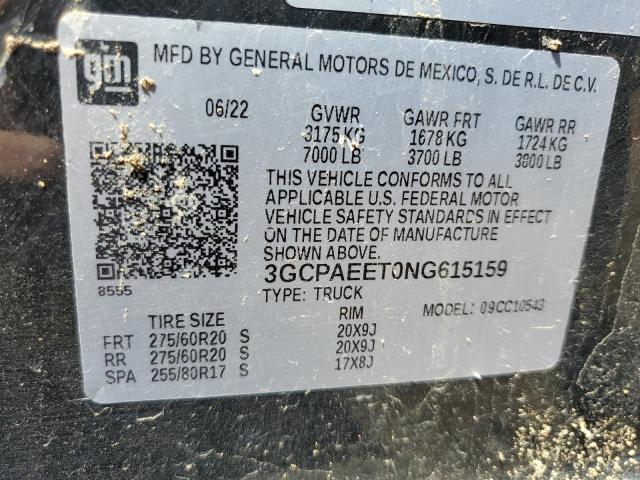 gm
MFD BY GENERAL MOTORS DE MEXICO, S. DE R.L. DE C.V.
06/22 GVWR GAWR FRT GAWR RR
3175 KG 1678 KG 1724 KG
7000 LB 3700 LB 3800 LB
THIS VEHICLE CONFORMS TO ALL
APPLICABLE U.S. FEDERAL MOTOR
VEHICLE SAFETY STANDARDS IN EFFECT
ON THE DATE OF MANUFACTURE
SHOWN ABOVE.
3GCPAEET0NG615159
8555
TYPE: TRUCK MODEL: 09CC10543
TIRE SIZE RIM
FRT 275/60R20 S 20X9J
RR 275/60R20 S 20X9J
SPA 255/80R17 S 17X8J